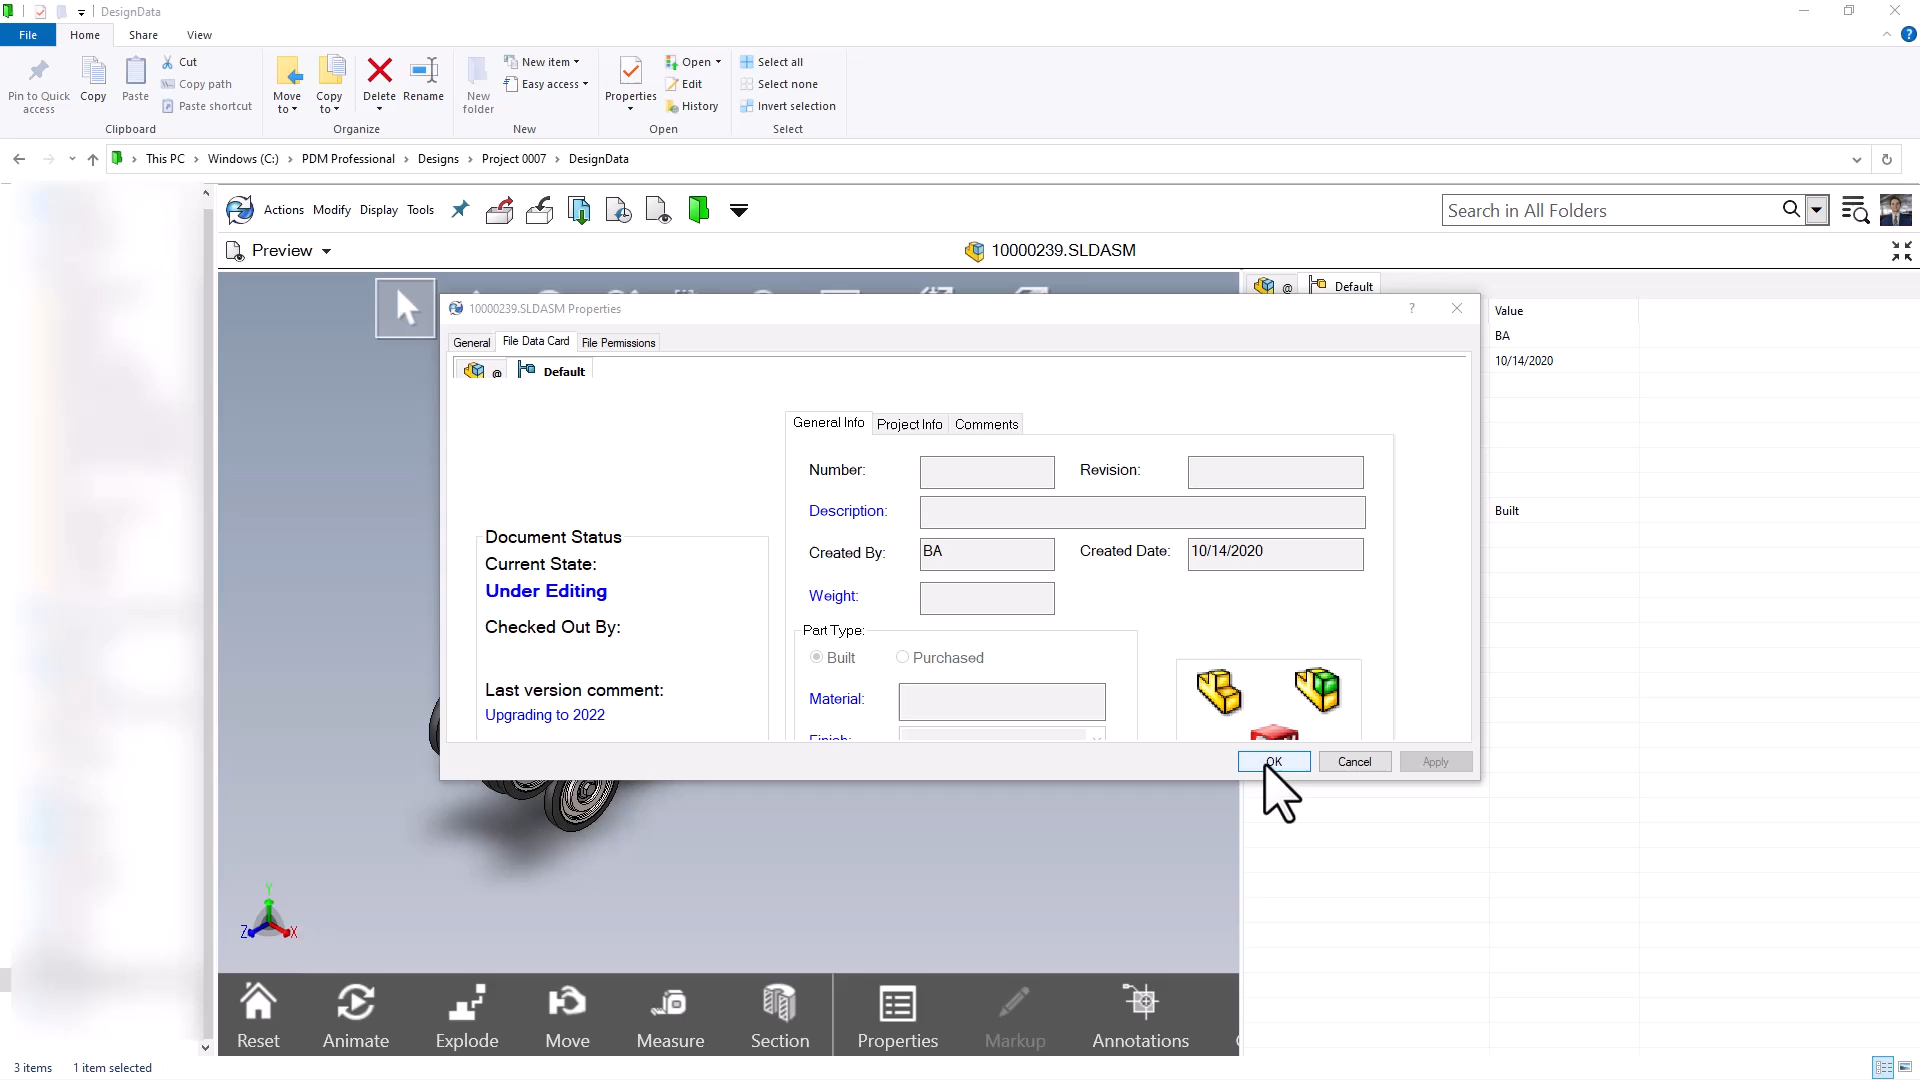 DesignData
File Home Share View
Pin to Quick access
Copy
Paste
Cut
Copy path
Paste shortcut
Clipboard
Move to
Copy to
Delete
Rename
Organize
New folder
New item
Easy access
New
Properties
Open
Edit
History
Open
Select all
Select none
Invert selection
Select
This PC > Windows (C:) > PDM Professional > Designs > Project 0007 > DesignData
Actions Modify Display Tools
Search in All Folders
Preview
10000239.SLDASM
@ Default
Value
BA
10/14/2020
Built
10000239.SLDASM Properties
General File Data Card File Permissions
@ Default
General Info Project Info Comments
Number: Revision:
Description:
Created By: BA Created Date: 10/14/2020
Weight:
Part Type:
Built Purchased
Material:
Finish:
Document Status
Current State:
Under Editing
Checked Out By:
Last version comment:
Upgrading to 2022
OK Cancel Apply
Y
Z X
Reset Animate Explode Move Measure Section Properties Markup Annotations
3 items 1 item selected